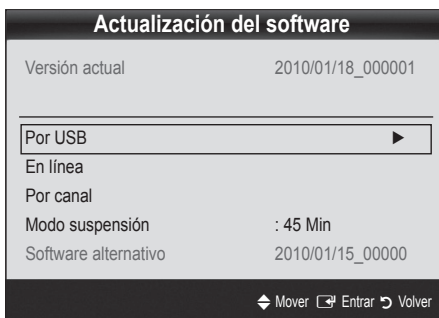 Actualización del software
Versión actual 2010/01/18_000001
Por USB
En línea
Por canal
Modo suspensión : 45 Min
Software alternativo 2010/01/15_00000
Mover Entrar Volver